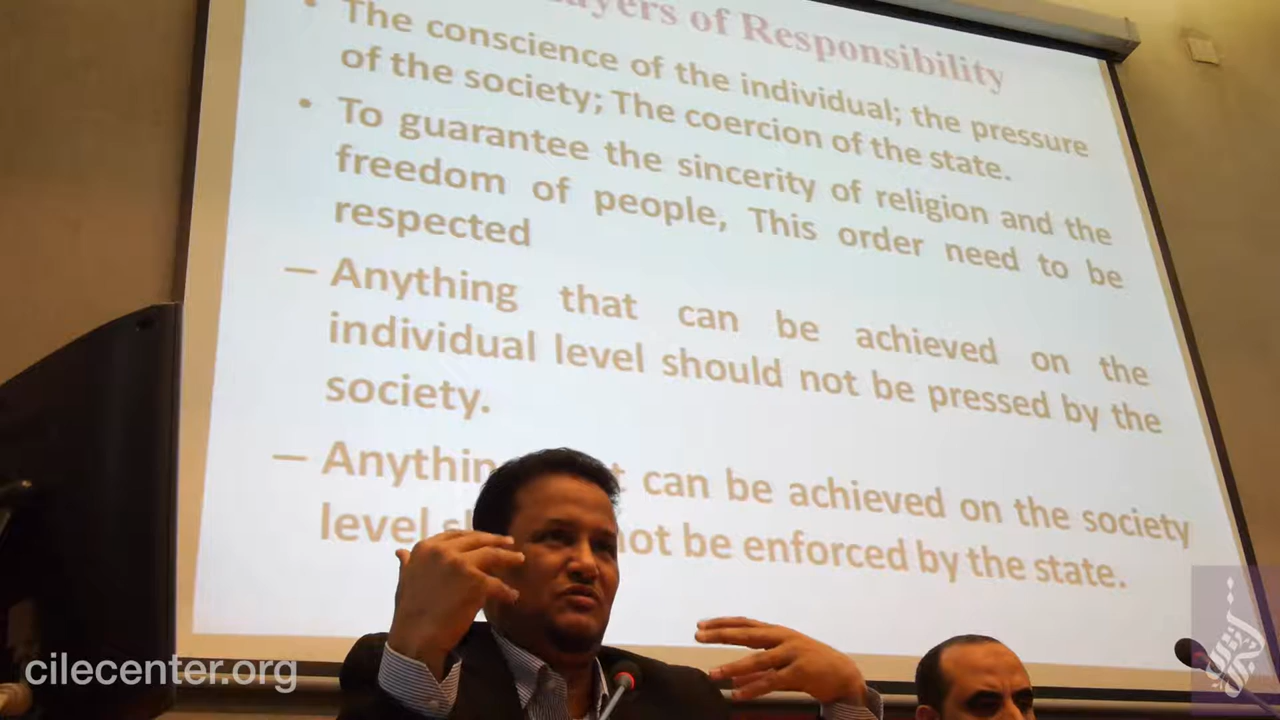 ayers of Responsibility
• The conscience of the individual; the pressure
of the society; The coercion of the state.
• To guarantee the sincerity of religion and the
freedom of people, This order need to be
respected
– Anything that can be achieved on the
individual level should not be pressed by the
society.
– Anything can be achieved on the society
level not be enforced by the state.
cilecenter.org